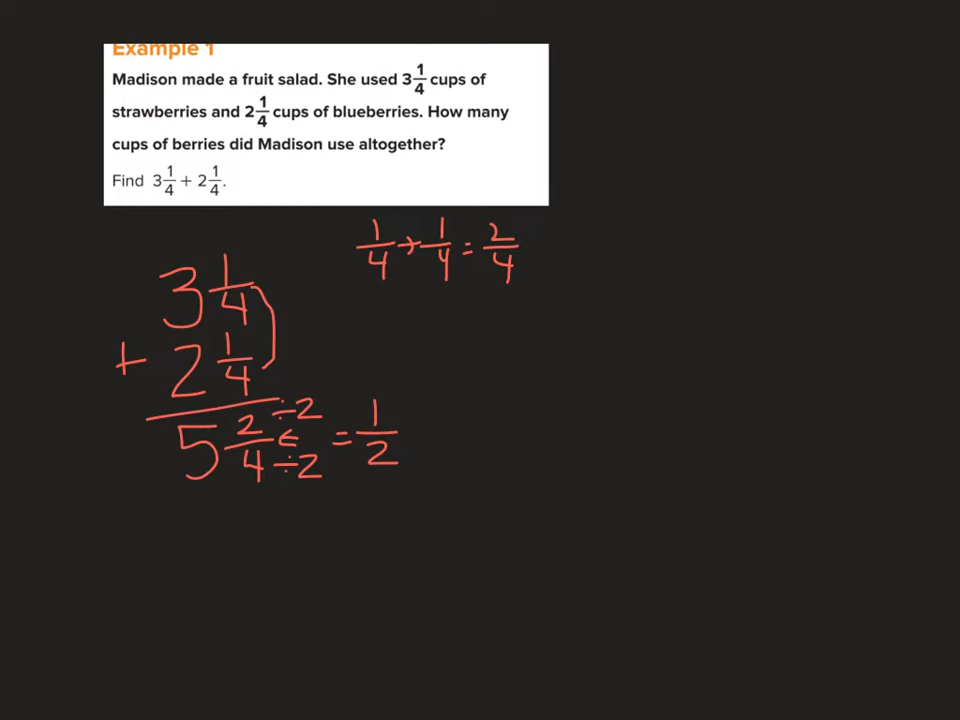 Example 1
Madison made a fruit salad. She used 3 1/4 cups of
strawberries and 2 1/4 cups of blueberries. How many
cups of berries did Madison use altogether?
Find 3 1/4 + 2 1/4.
1/4 + 1/4 = 2/4
3 1/4
+ 2 1/4
5 2/4 ÷2 ÷2 = 1/2